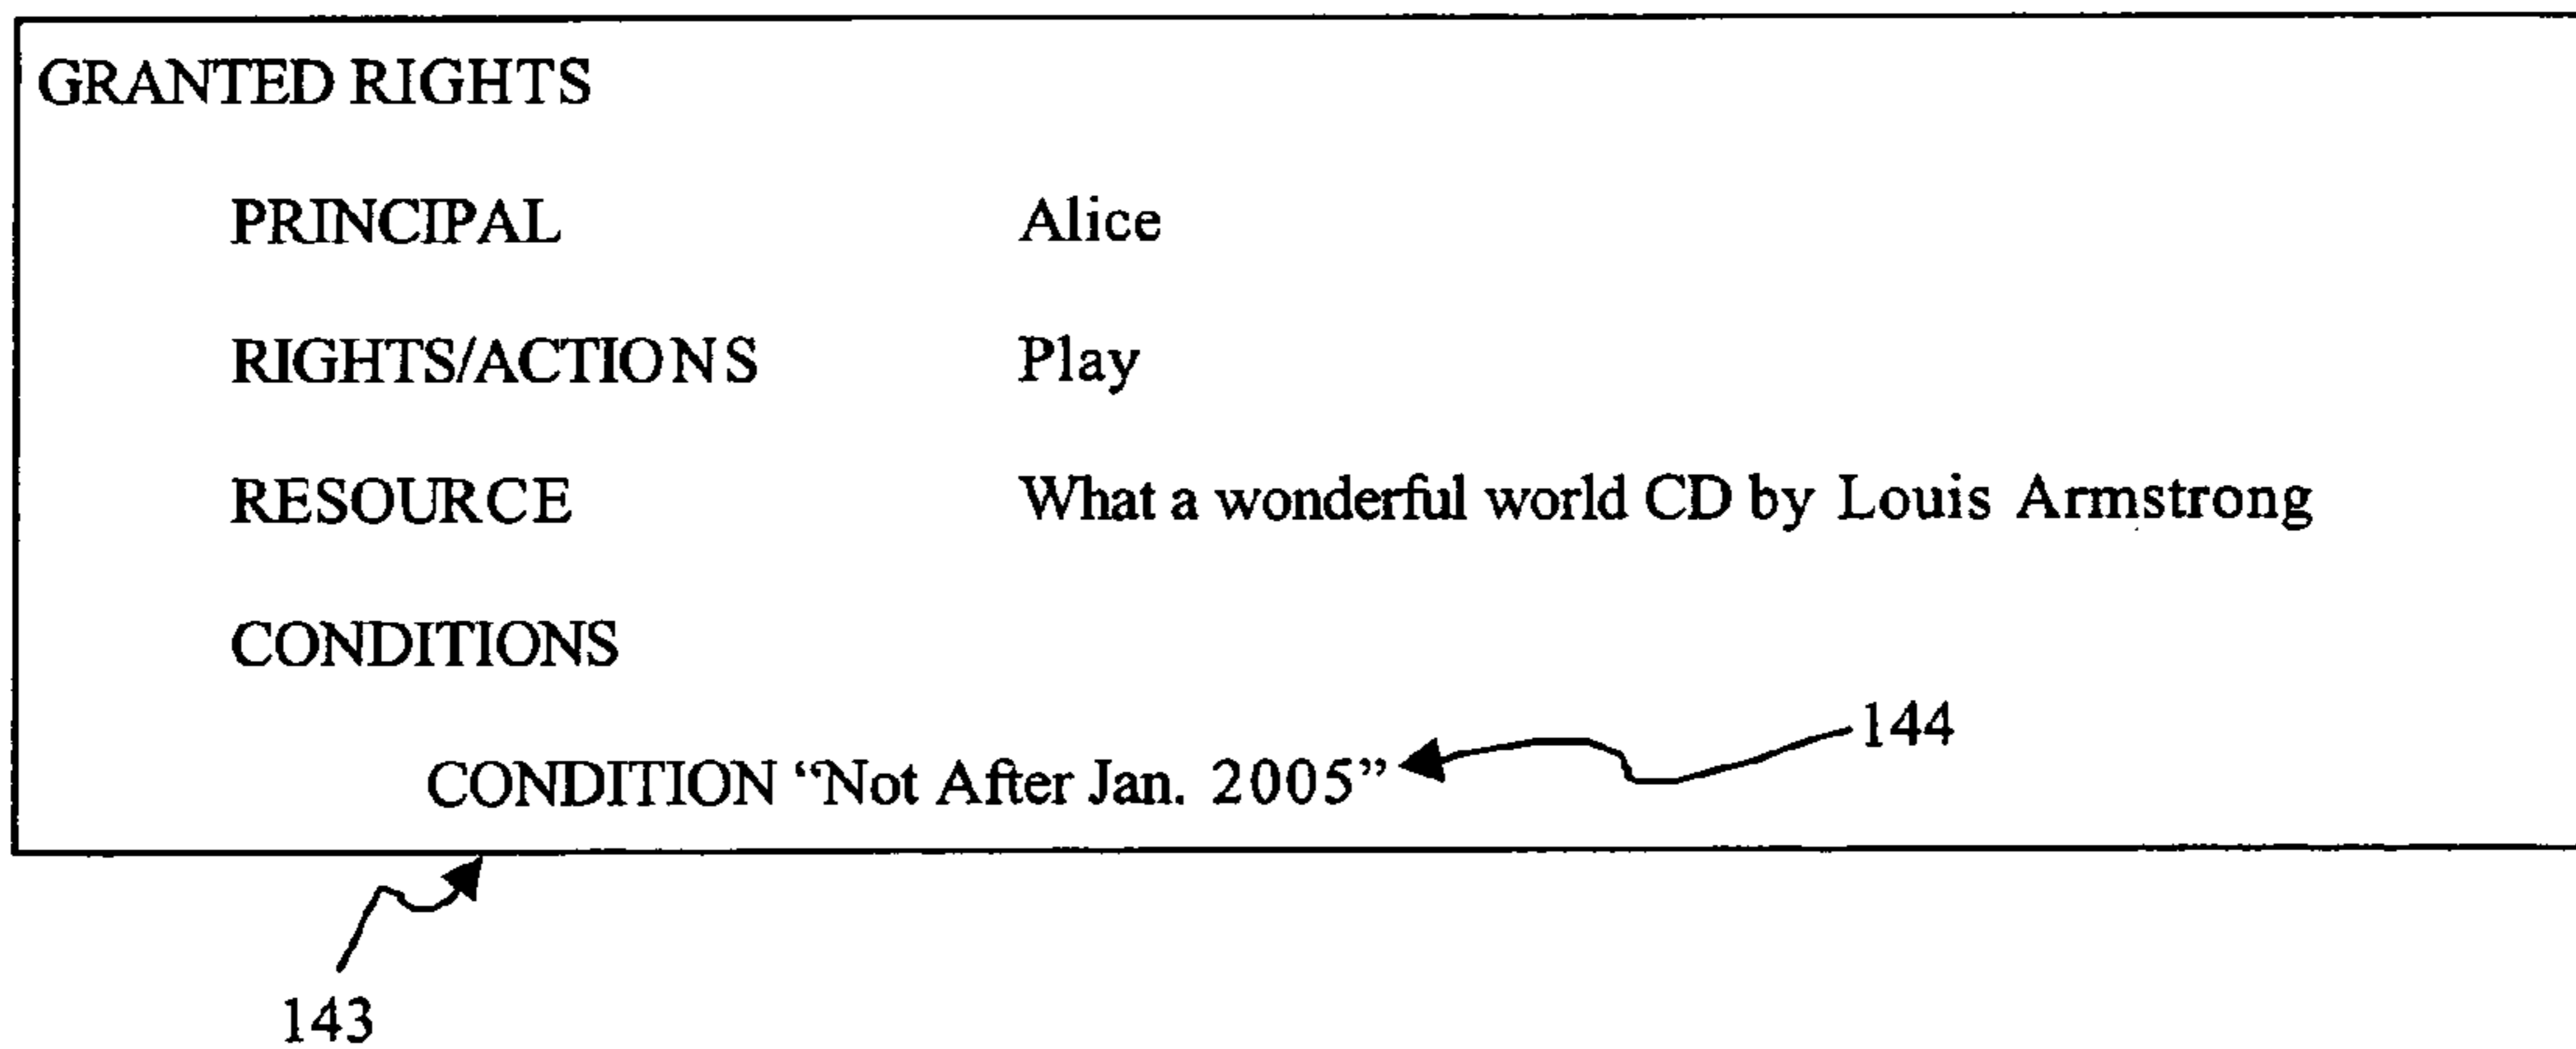 GRANTED RIGHTS
PRINCIPAL Alice
RIGHTS/ACTIONS Play
RESOURCE What a wonderful world CD by Louis Armstrong
CONDITIONS
144
CONDITION “Not After Jan. 2005”
143